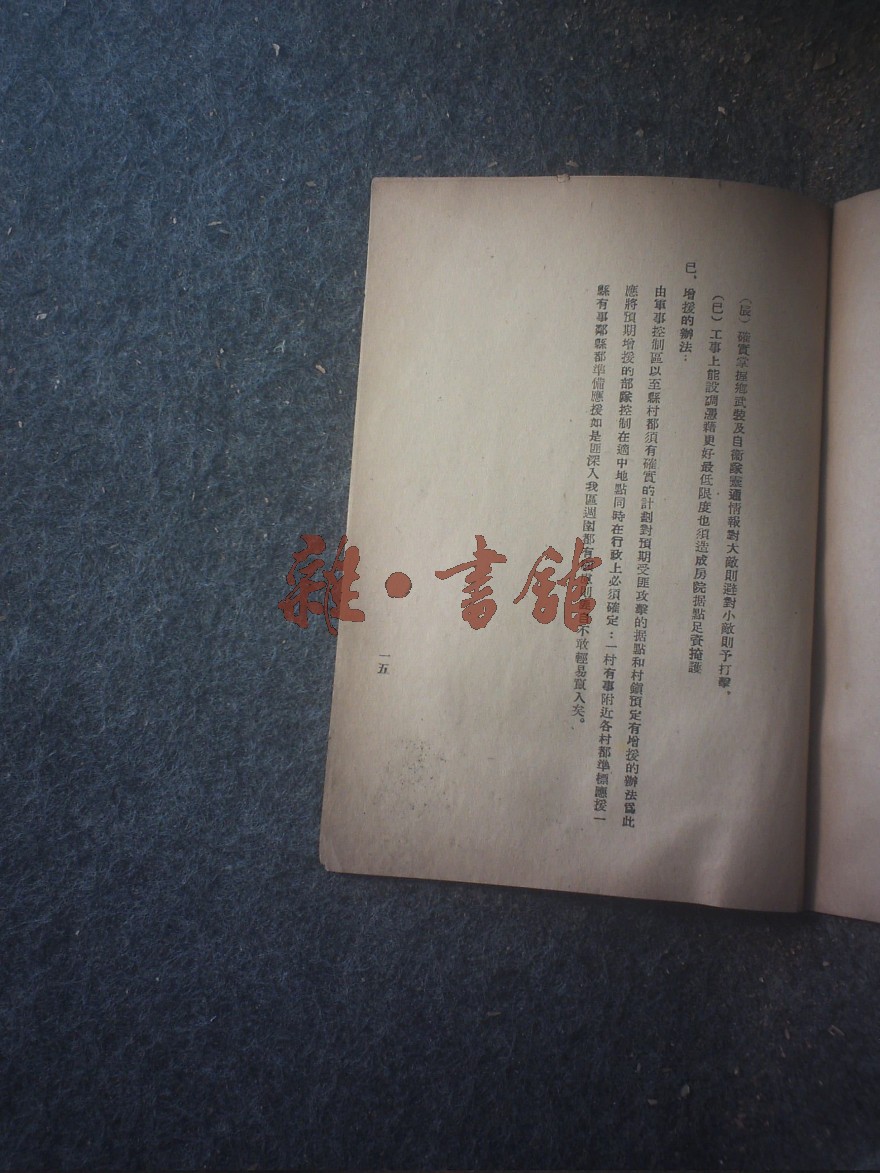 （辰）確實掌握地武裝及自衛隊靈通情報對大敵則避對小敵則予打擊。
（巳）工事上能設碉憑藉更好最低限度也須造成房院据點足資掩護
巳，增援的辦法：
由軍事控制區以至縣村都須有確實的計劃對預期受匪攻擊的据點和村鎮預定有增援的辦法爲此
應將預期增援的部隊控制在適中地點同時在行政上必須確定：一村有事附近各村都準備應援一
縣有事鄰縣都準備應援如是匪深入我區週圍都有 則 不敢輕易竄入矣。
一五
雜·書館